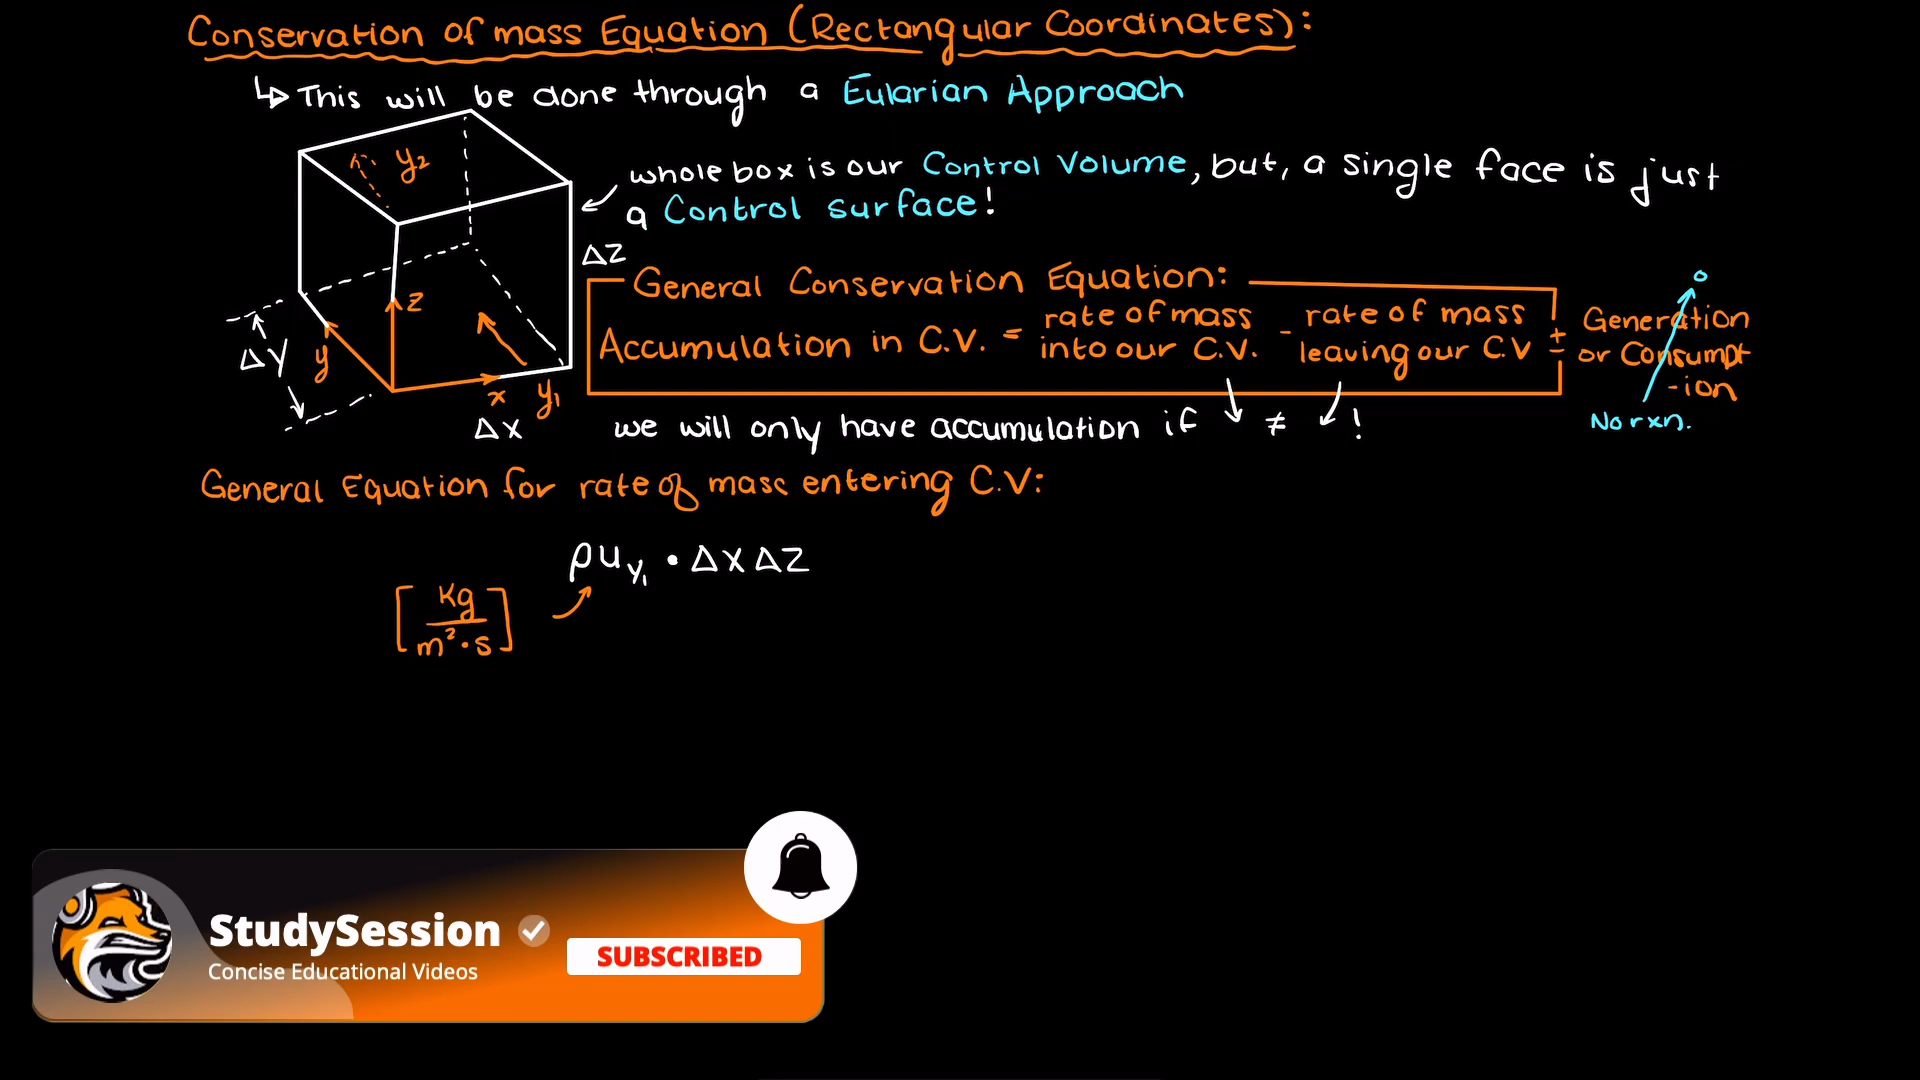 Conservation of mass Equation (Rectangular Coordinates):
↳ This will be done through a Eularian Approach
y₂
whole box is our Control Volume, but, a single face is just
a Control surface!
ΔZ
General Conservation Equation:
Accumulation in C.V. = rate of mass into our C.V. - rate of mass leaving our C.V ± Generation or Consumpt-ion
0
No rxn.
z
ΔY
y
x
y₁
ΔX
we will only have accumulation if ↓ ≠ ↙ !
General Equation for rate of mass entering C.V:
ρu_y₁ • ΔXΔZ
[Kg / m²·s]
StudySession
Concise Educational Videos
SUBSCRIBED